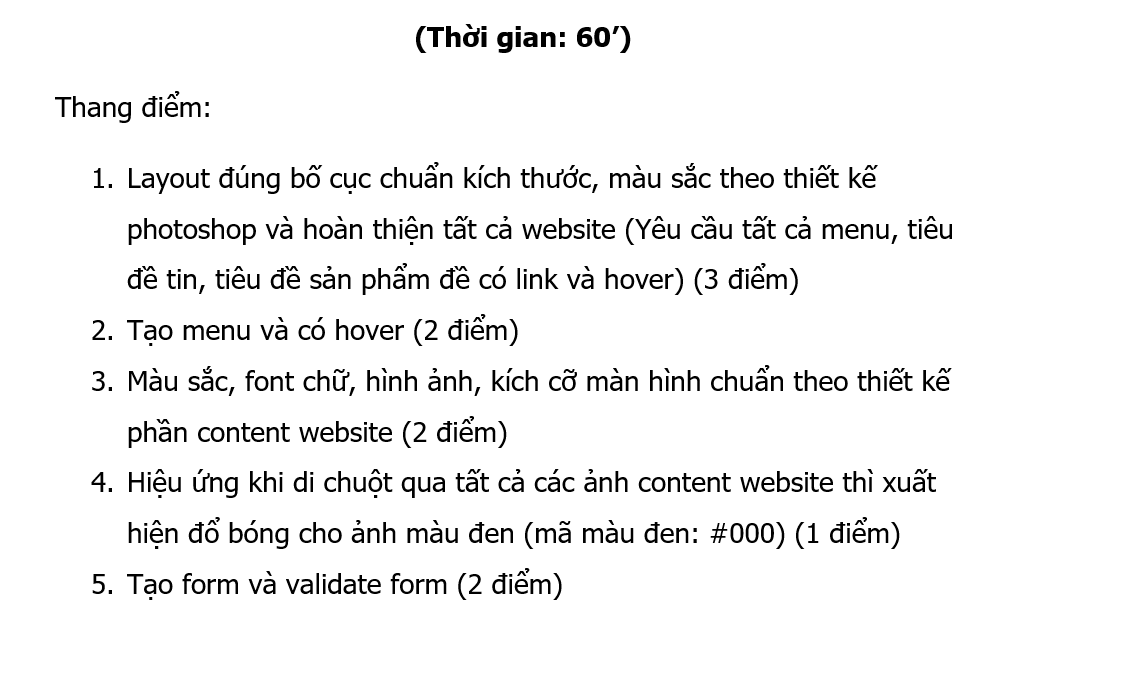 (Thời gian: 60’)
Thang điểm:
1. Layout đúng bố cục chuẩn kích thước, màu sắc theo thiết kế
photoshop và hoàn thiện tất cả website (Yêu cầu tất cả menu, tiêu
đề tin, tiêu đề sản phẩm đề có link và hover) (3 điểm)
2. Tạo menu và có hover (2 điểm)
3. Màu sắc, font chữ, hình ảnh, kích cỡ màn hình chuẩn theo thiết kế
phần content website (2 điểm)
4. Hiệu ứng khi di chuột qua tất cả các ảnh content website thì xuất
hiện đổ bóng cho ảnh màu đen (mã màu đen: #000) (1 điểm)
5. Tạo form và validate form (2 điểm)